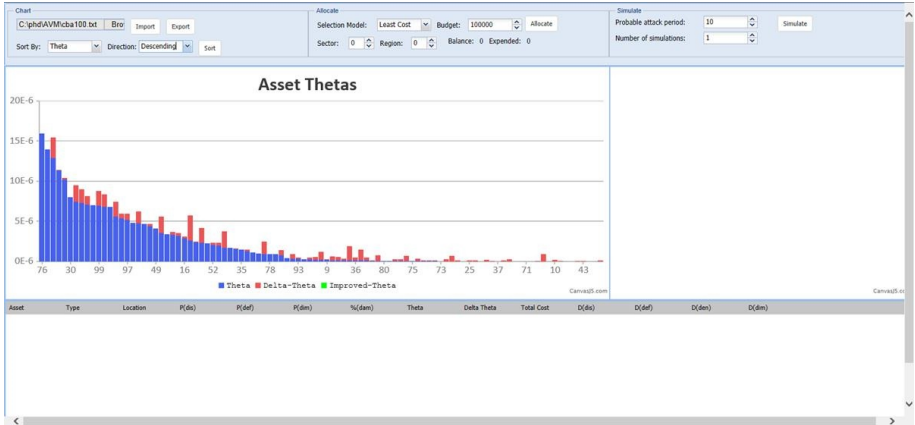 Chart
C:\phd\AVM\cba100.txt Bro Import Export
Sort By: Theta Direction: Descending Sort
Allocate
Selection Model: Least Cost Budget: 100000 Allocate
Sector: 0 Region: 0 Balance: 0 Expended: 0
Simulate
Probable attack period: 10 Simulate
Number of simulations: 1
Asset Thetas
20E-6
15E-6
10E-6
5E-6
0E-6
76 30 99 97 49 16 52 35 78 93 9 36 80 75 73 25 37 71 10 43
Theta Delta-Theta Improved-Theta
CanvasJS.com
CanvasJS.co
Asset Type Location P(dis) P(def) P(dim) %(dam) Theta Delta Theta Total Cost D(dis) D(def) D(den) D(dim)